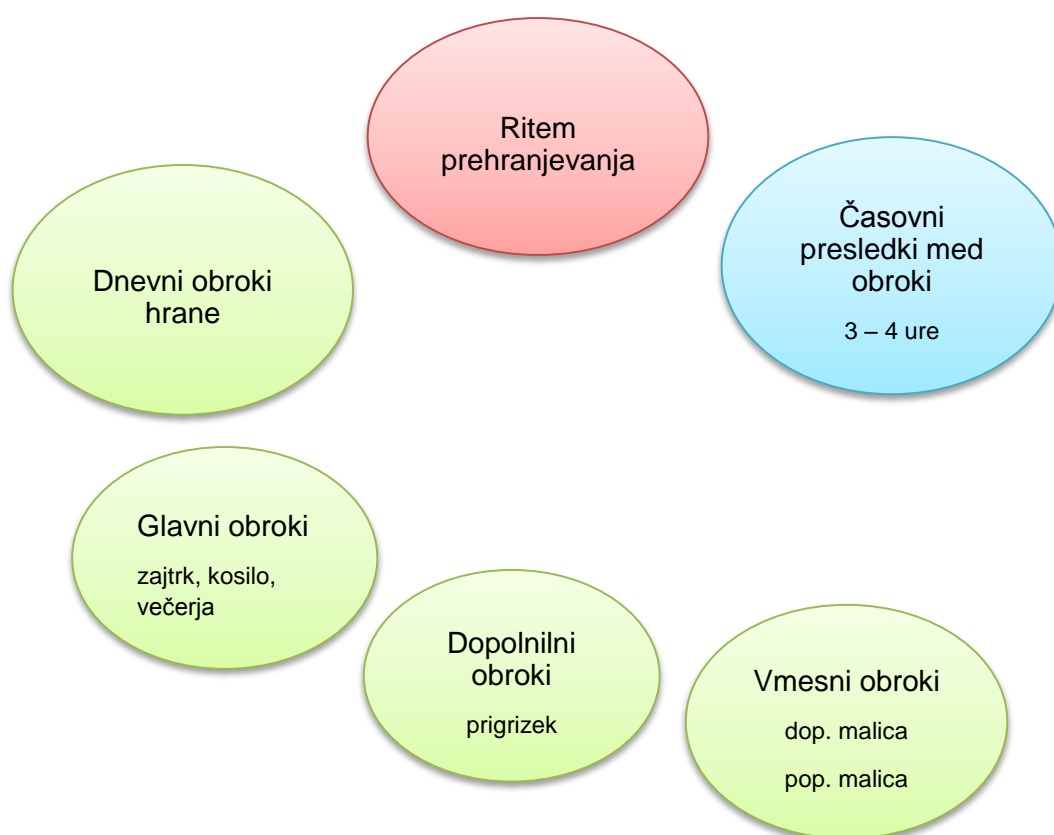 Ritem
prehranjevanja
Dnevni obroki
hrane
Časovni
presledki med
obroki
3 – 4 ure
Glavni obroki
zajtrk, kosilo,
večerja
Dopolnilni
obroki
prigrizek
Vmesni obroki
dop. malica
pop. malica